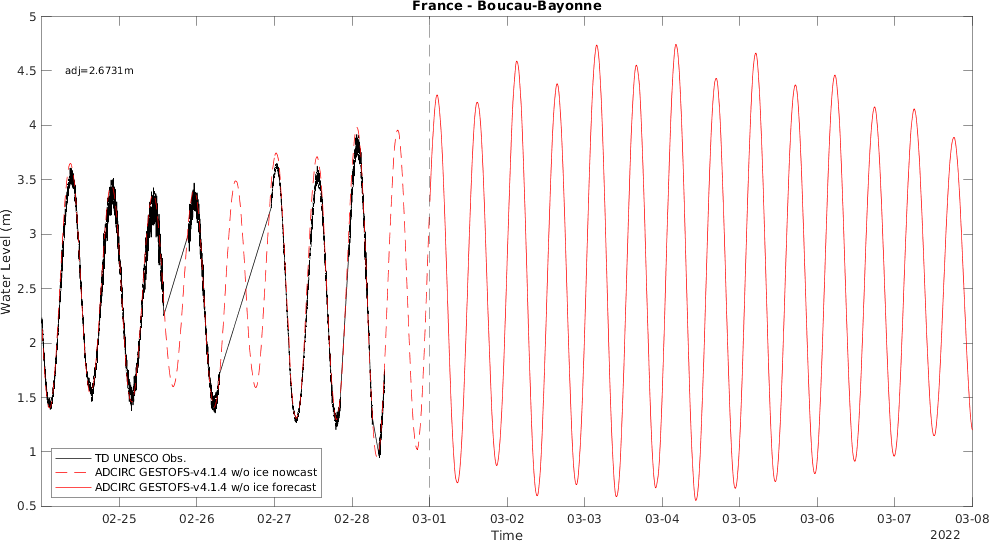 France - Boucau-Bayonne
5
4.5
4
3.5
3
2.5
2
1.5
1
0.5
Water Level (m)
adj=2.6731m
TD UNESCO Obs.
ADCIRC GESTOFS-v4.1.4 w/o ice nowcast
ADCIRC GESTOFS-v4.1.4 w/o ice forecast
02-25 02-26 02-27 02-28 03-01 03-02 03-03 03-04 03-05 03-06 03-07 03-08
Time
2022